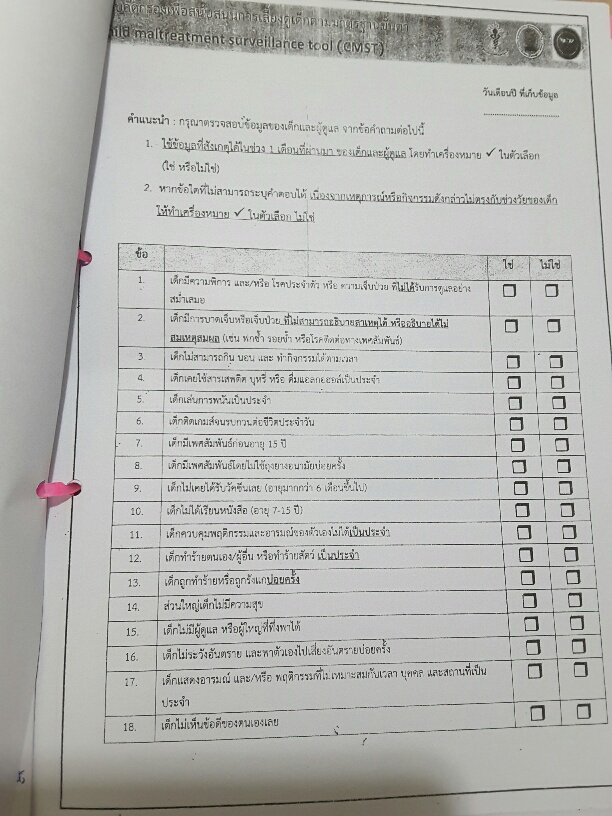 เพื่อสนับสนุนการเลี้ยงดูเด็กตามมาตรฐานขั้นต่ำ
child maltreatment surveillance tool (CMST)
วันเดือนปี ที่เก็บข้อมูล
คำแนะนำ : กรุณาตรวจสอบข้อมูลของเด็กและผู้ดูแล จากข้อคำถามต่อไปนี้
1. ใช้ข้อมูลที่สังเกตได้ในช่วง 1 เดือนที่ผ่านมา ของเด็กและผู้ดูแล โดยทำเครื่องหมาย ✓ ในตัวเลือก
(ใช่ หรือไม่ใช่)
2. หากข้อใดที่ไม่สามารถระบุคำตอบได้ เนื่องจากเหตุการณ์หรือกิจกรรมดังกล่าวไม่ตรงกับช่วงวัยของเด็ก
ให้ทำเครื่องหมาย ✓ ในตัวเลือก ไม่ใช่
ข้อ ใช่ ไม่ใช่
1. เด็กมีความพิการ และ/หรือ โรคประจำตัว หรือ ความเจ็บป่วย ที่ไม่ได้รับการดูแลอย่าง
สม่ำเสมอ
2. เด็กมีการบาดเจ็บหรือเจ็บป่วย ที่ไม่สามารถอธิบายสาเหตุได้ หรืออธิบายได้ไม่
สมเหตุสมผล (เช่น ฟกช้ำ รอยช้ำ หรือโรคติดต่อทางเพศสัมพันธ์)
3. เด็กไม่สามารถกิน นอน และ ทำกิจกรรมได้ตามเวลา
4. เด็กเคยใช้สารเสพติด บุหรี่ หรือ ดื่มแอลกอฮอล์เป็นประจำ
5. เด็กเล่นการพนันเป็นประจำ
6. เด็กติดเกมส์จนรบกวนต่อชีวิตประจำวัน
7. เด็กมีเพศสัมพันธ์ก่อนอายุ 15 ปี
8. เด็กมีเพศสัมพันธ์โดยไม่ใช้ถุงยางอนามัยบ่อยครั้ง
9. เด็กไม่เคยได้รับวัคซีนเลย (อายุมากกว่า 6 เดือนขึ้นไป)
10. เด็กไม่ได้เรียนหนังสือ (อายุ 7-15 ปี)
11. เด็กควบคุมพฤติกรรมและอารมณ์ของตัวเองไม่ได้เป็นประจำ
12. เด็กทำร้ายตนเอง/ผู้อื่น หรือทำร้ายสัตว์ เป็นประจำ
13. เด็กถูกทำร้ายหรือถูกรังแกบ่อยครั้ง
14. ส่วนใหญ่เด็กไม่มีความสุข
15. เด็กไม่มีผู้ดูแล หรือผู้ใหญ่ที่พึ่งพาได้
16. เด็กไม่ระวังอันตราย และพาตัวเองไปเสี่ยงอันตรายบ่อยครั้ง
17. เด็กแสดงอารมณ์ และ/หรือ พฤติกรรมที่ไม่เหมาะสมกับเวลา บุคคล และสถานที่เป็น
ประจำ
18. เด็กไม่เห็นข้อดีของตนเองเลย